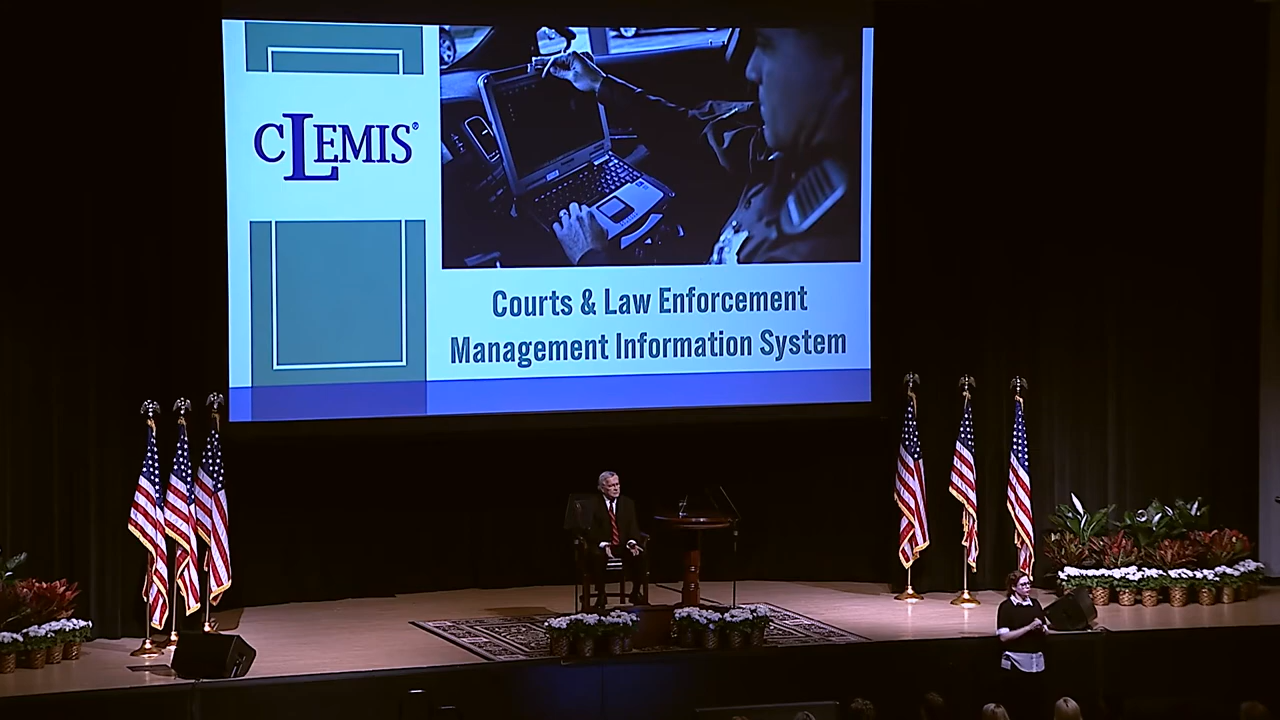 CLEMIS®
Courts & Law Enforcement
Management Information System